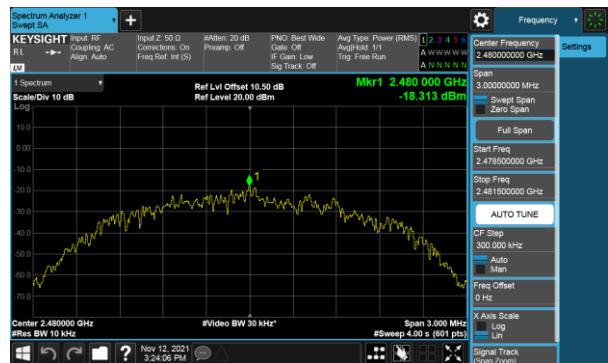 Spectrum Analyzer 1
Swept SA
Frequency
KEYSIGHT
Input: RF
Input Z: 50 Ω
#Atten: 20 dB
PNO: Best Wide
Avg Type: Power (RMS)
1 2 3 4 5 6
RL
Coupling: AC
Corrections: On
Preamp: Off
Gate: Off
Avg|Hold: 1/1
A W W W W W
Align: Auto
Freq Ref: Int (S)
IF Gain: Low
Trig: Free Run
LXI
Sig Track: Off
A N N N N N
1 Spectrum
Ref Lvl Offset 10.50 dB
Mkr1 2.480 000 GHz
Scale/Div 10 dB
Ref Level 20.00 dBm
-18.313 dBm
Log
1
10.0
0.00
-10.0
-20.0
-30.0
-40.0
-50.0
-60.0
-70.0
Center 2.480000 GHz
#Video BW 30 kHz*
Span 3.000 MHz
#Res BW 10 kHz
#Sweep 4.00 s (601 pts)
Center Frequency
2.480000000 GHz
Settings
Span
3.00000000 MHz
Swept Span
Zero Span
Full Span
Start Freq
2.478500000 GHz
Stop Freq
2.481500000 GHz
AUTO TUNE
CF Step
300.000 kHz
Auto
Man
Freq Offset
0 Hz
X Axis Scale
Log
Lin
Signal Track
(Span Zoom)
?
Nov 12, 2021
3:24:06 PM